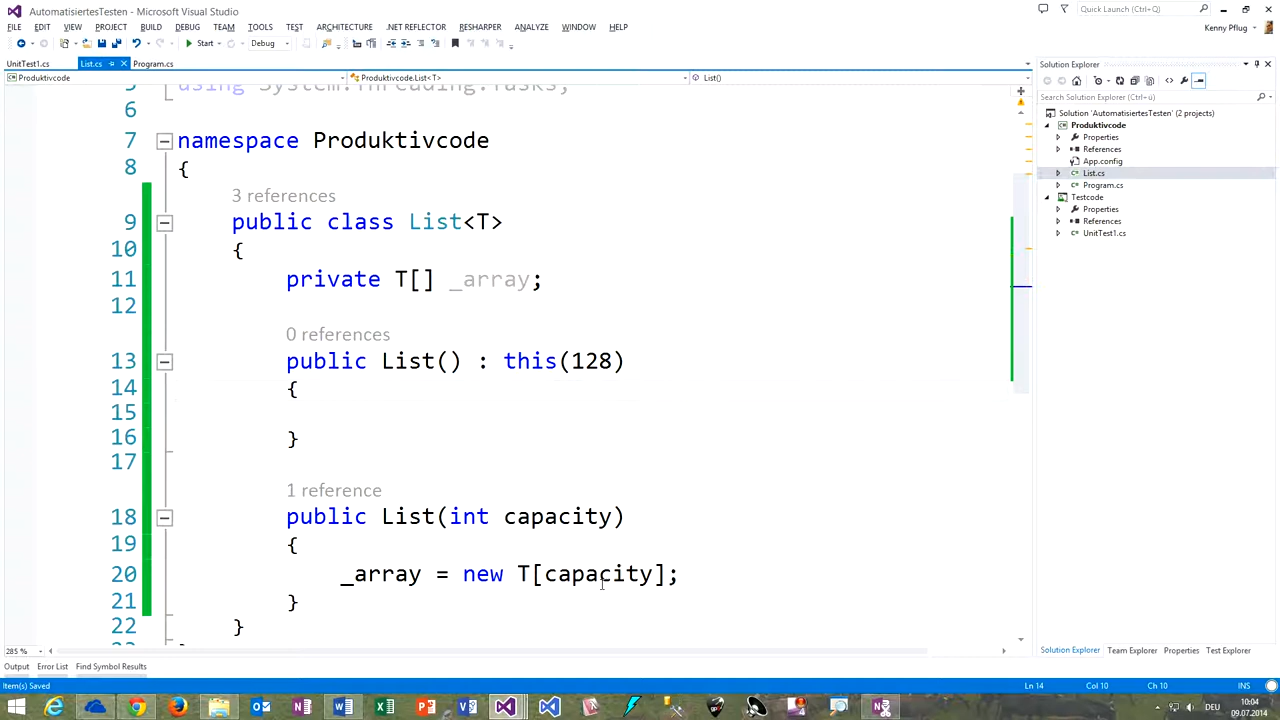 AutomatisiertesTesten - Microsoft Visual Studio
Quick Launch (Ctrl+Q)
FILE EDIT VIEW PROJECT BUILD DEBUG TEAM TOOLS TEST ARCHITECTURE .NET REFLECTOR RESHARPER ANALYZE WINDOW HELP
Kenny Pflug
Start Debug
UnitTest1.cs List.cs Program.cs
Produktivcode Produktivcode.List<T> List()
5 using System.Threading.Tasks;
6
7 namespace Produktivcode
8 {
3 references
9 public class List<T>
10 {
11 private T[] _array;
12
0 references
13 public List() : this(128)
14 {
15
16 }
17
1 reference
18 public List(int capacity)
19 {
20 _array = new T[capacity];
21 }
22 }
23
285 %
Solution Explorer
Search Solution Explorer (Ctrl+ü)
Solution 'AutomatisiertesTesten' (2 projects)
Produktivcode
Properties
References
App.config
List.cs
Program.cs
Testcode
Properties
References
UnitTest1.cs
Solution Explorer Team Explorer Properties Test Explorer
Output Error List Find Symbol Results
Item(s) Saved Ln 14 Col 10 Ch 10 INS
10:04
09.07.2014